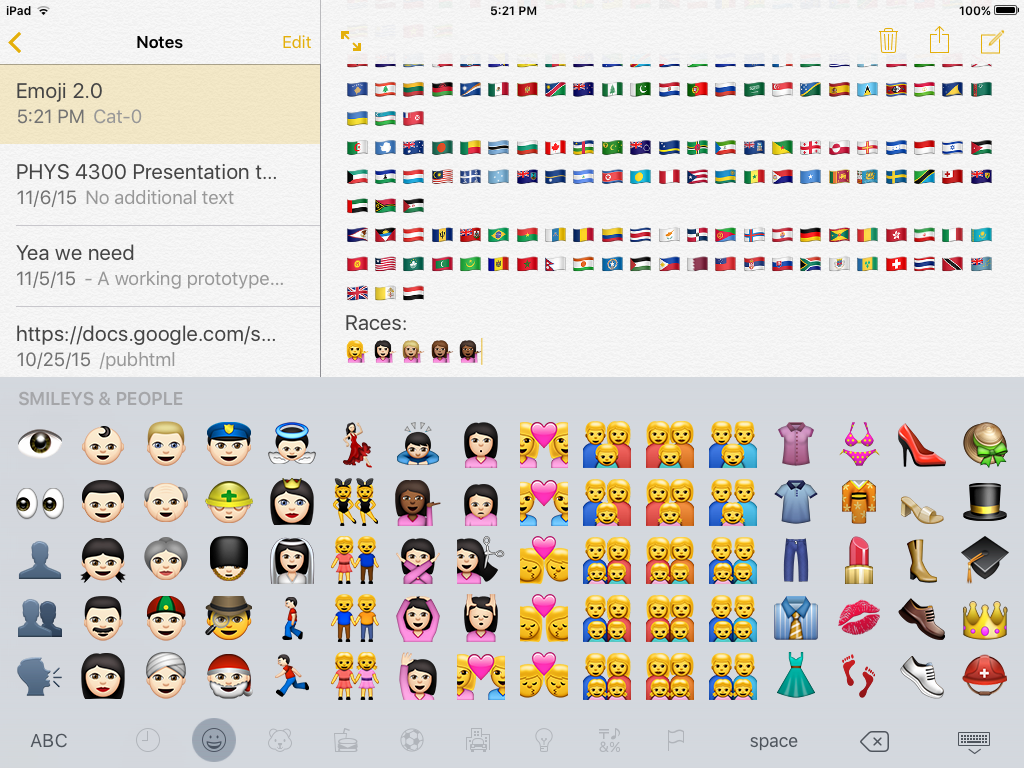 iPad 5:21 PM 100%
Notes Edit
Emoji 2.0
5:21 PM Cat-0
PHYS 4300 Presentation t...
11/6/15 No additional text
Yea we need
11/5/15 - A working prototype...
https://docs.google.com/s...
10/25/15 /pubhtml
Races:
SMILEYS & PEOPLE
ABC space